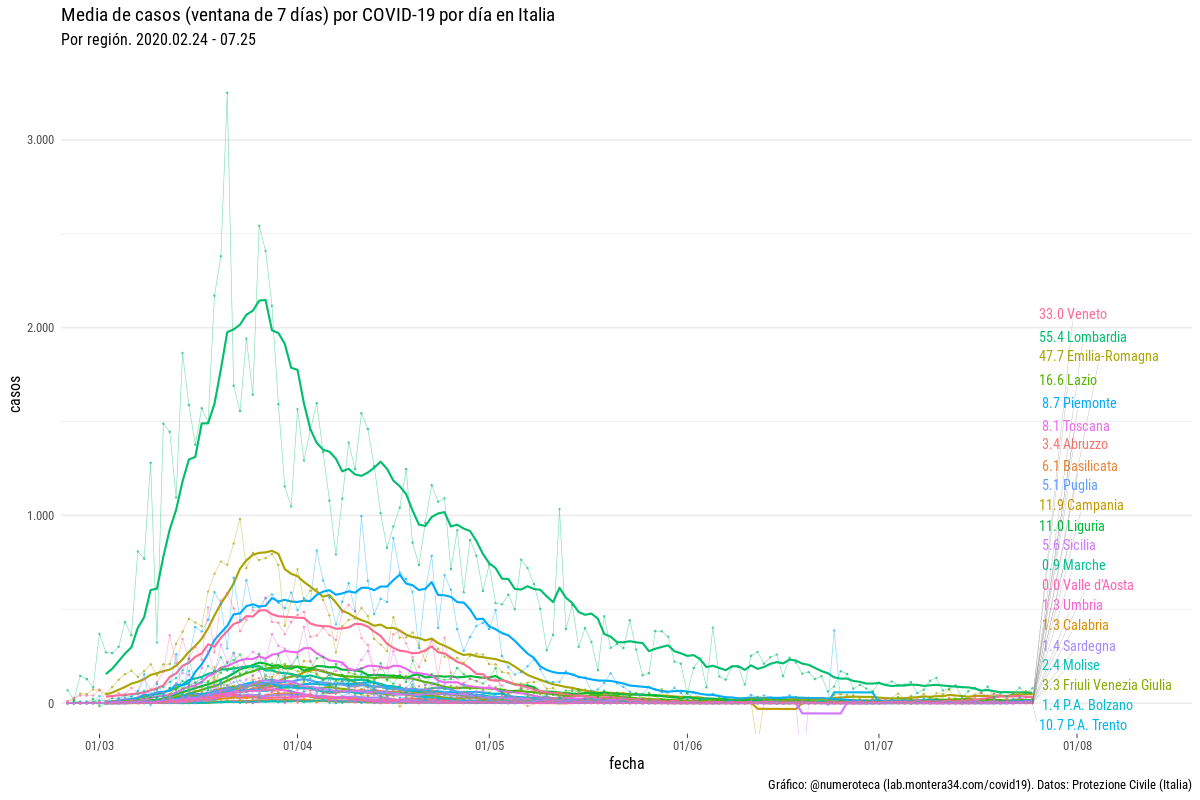 Media de casos (ventana de 7 días) por COVID-19 por día en Italia
Por región. 2020.02.24 - 07.25
3.000
2.000
1.000
0
casos
33.0 Veneto
55.4 Lombardia
47.7 Emilia-Romagna
16.6 Lazio
8.7 Piemonte
8.1 Toscana
3.4 Abruzzo
6.1 Basilicata
5.1 Puglia
11.9 Campania
11.0 Liguria
5.6 Sicilia
0.9 Marche
0.0 Valle d'Aosta
1.3 Umbria
1.3 Calabria
1.4 Sardegna
2.4 Molise
3.3 Friuli Venezia Giulia
1.4 P.A. Bolzano
10.7 P.A. Trento
01/03 01/04 01/05 01/06 01/07 01/08
fecha
Gráfico: @numeroteca (lab.montera34.com/covid19). Datos: Protezione Civile (Italia)